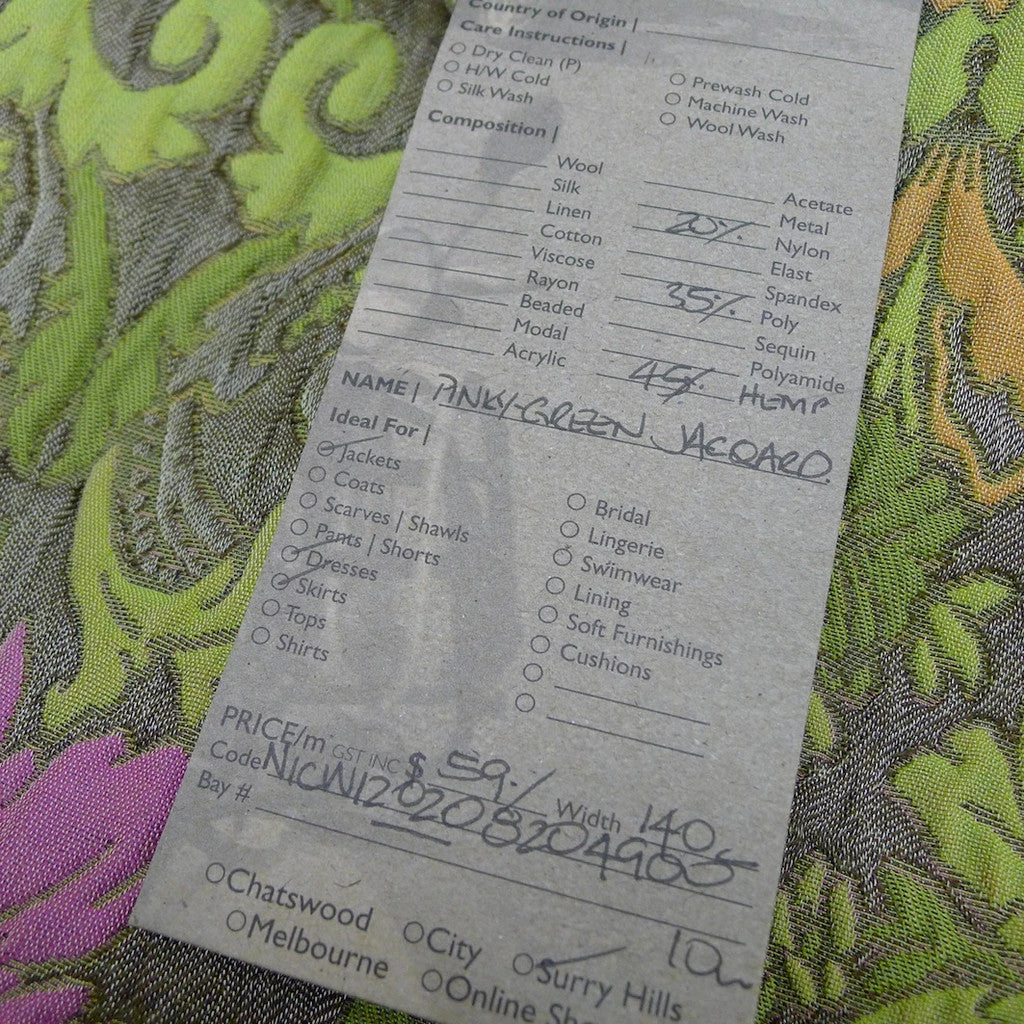 Country of Origin |
Care Instructions |
Dry Clean (P)
H/W Cold
Silk Wash
Prewash Cold
Machine Wash
Wool Wash
Composition |
Wool
Silk
Linen
Cotton
Viscose
Rayon
Beaded
Modal
Acrylic
Acetate
Metal
20% Nylon
Elast
Spandex
35% Poly
Sequin
Polyamide
45% HEMP
NAME | PINKY-GREEN JACQARD.
Ideal For |
Jackets
Coats
Scarves | Shawls
Pants | Shorts
Dresses
Skirts
Tops
Shirts
Bridal
Lingerie
Swimwear
Lining
Soft Furnishings
Cushions
PRICE/m GST INC $ 59./ Width 140
Code
Bay #
10m
Chatswood
City
Surry Hills
Melbourne
Online